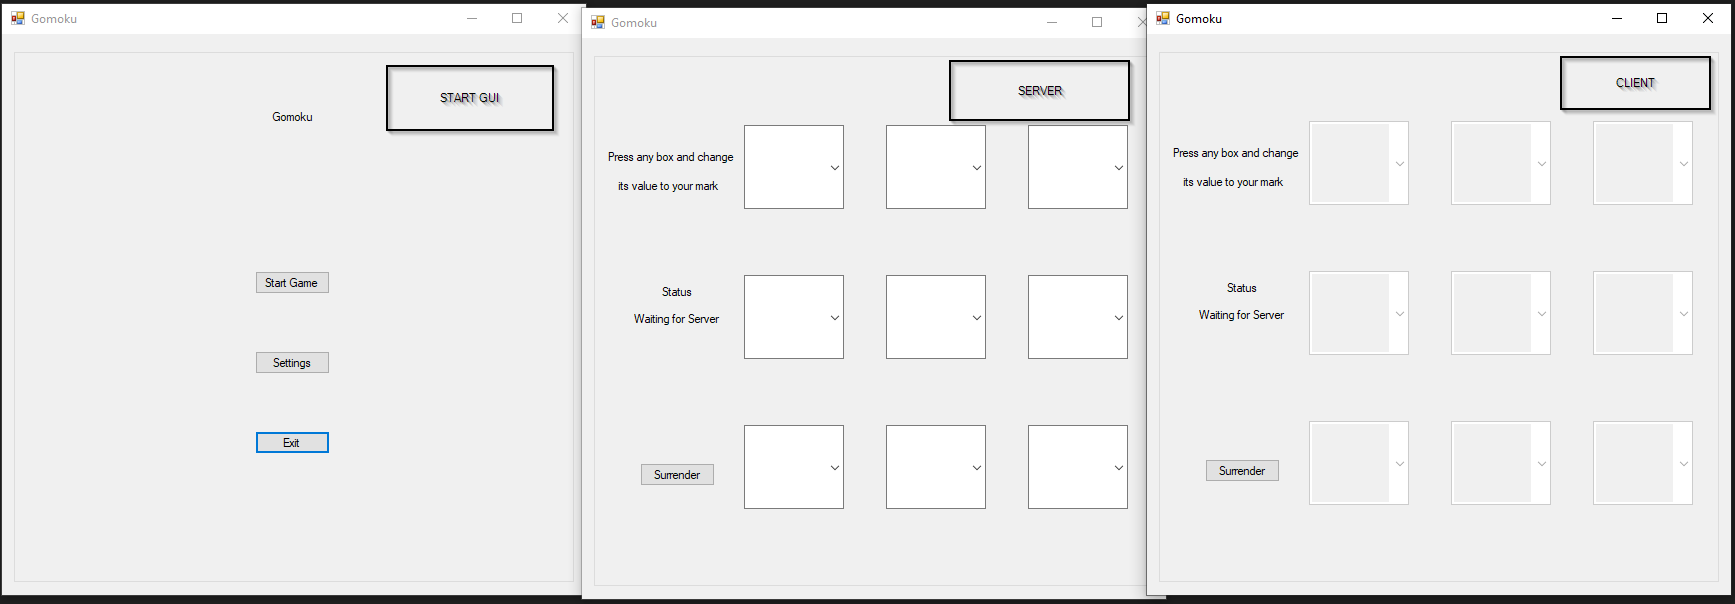 Gomoku
START GUI
Gomoku
Start Game
Settings
Exit
Gomoku
SERVER
Press any box and change
its value to your mark
Status
Waiting for Server
Surrender
Gomoku
CLIENT
Press any box and change
its value to your mark
Status
Waiting for Server
Surrender